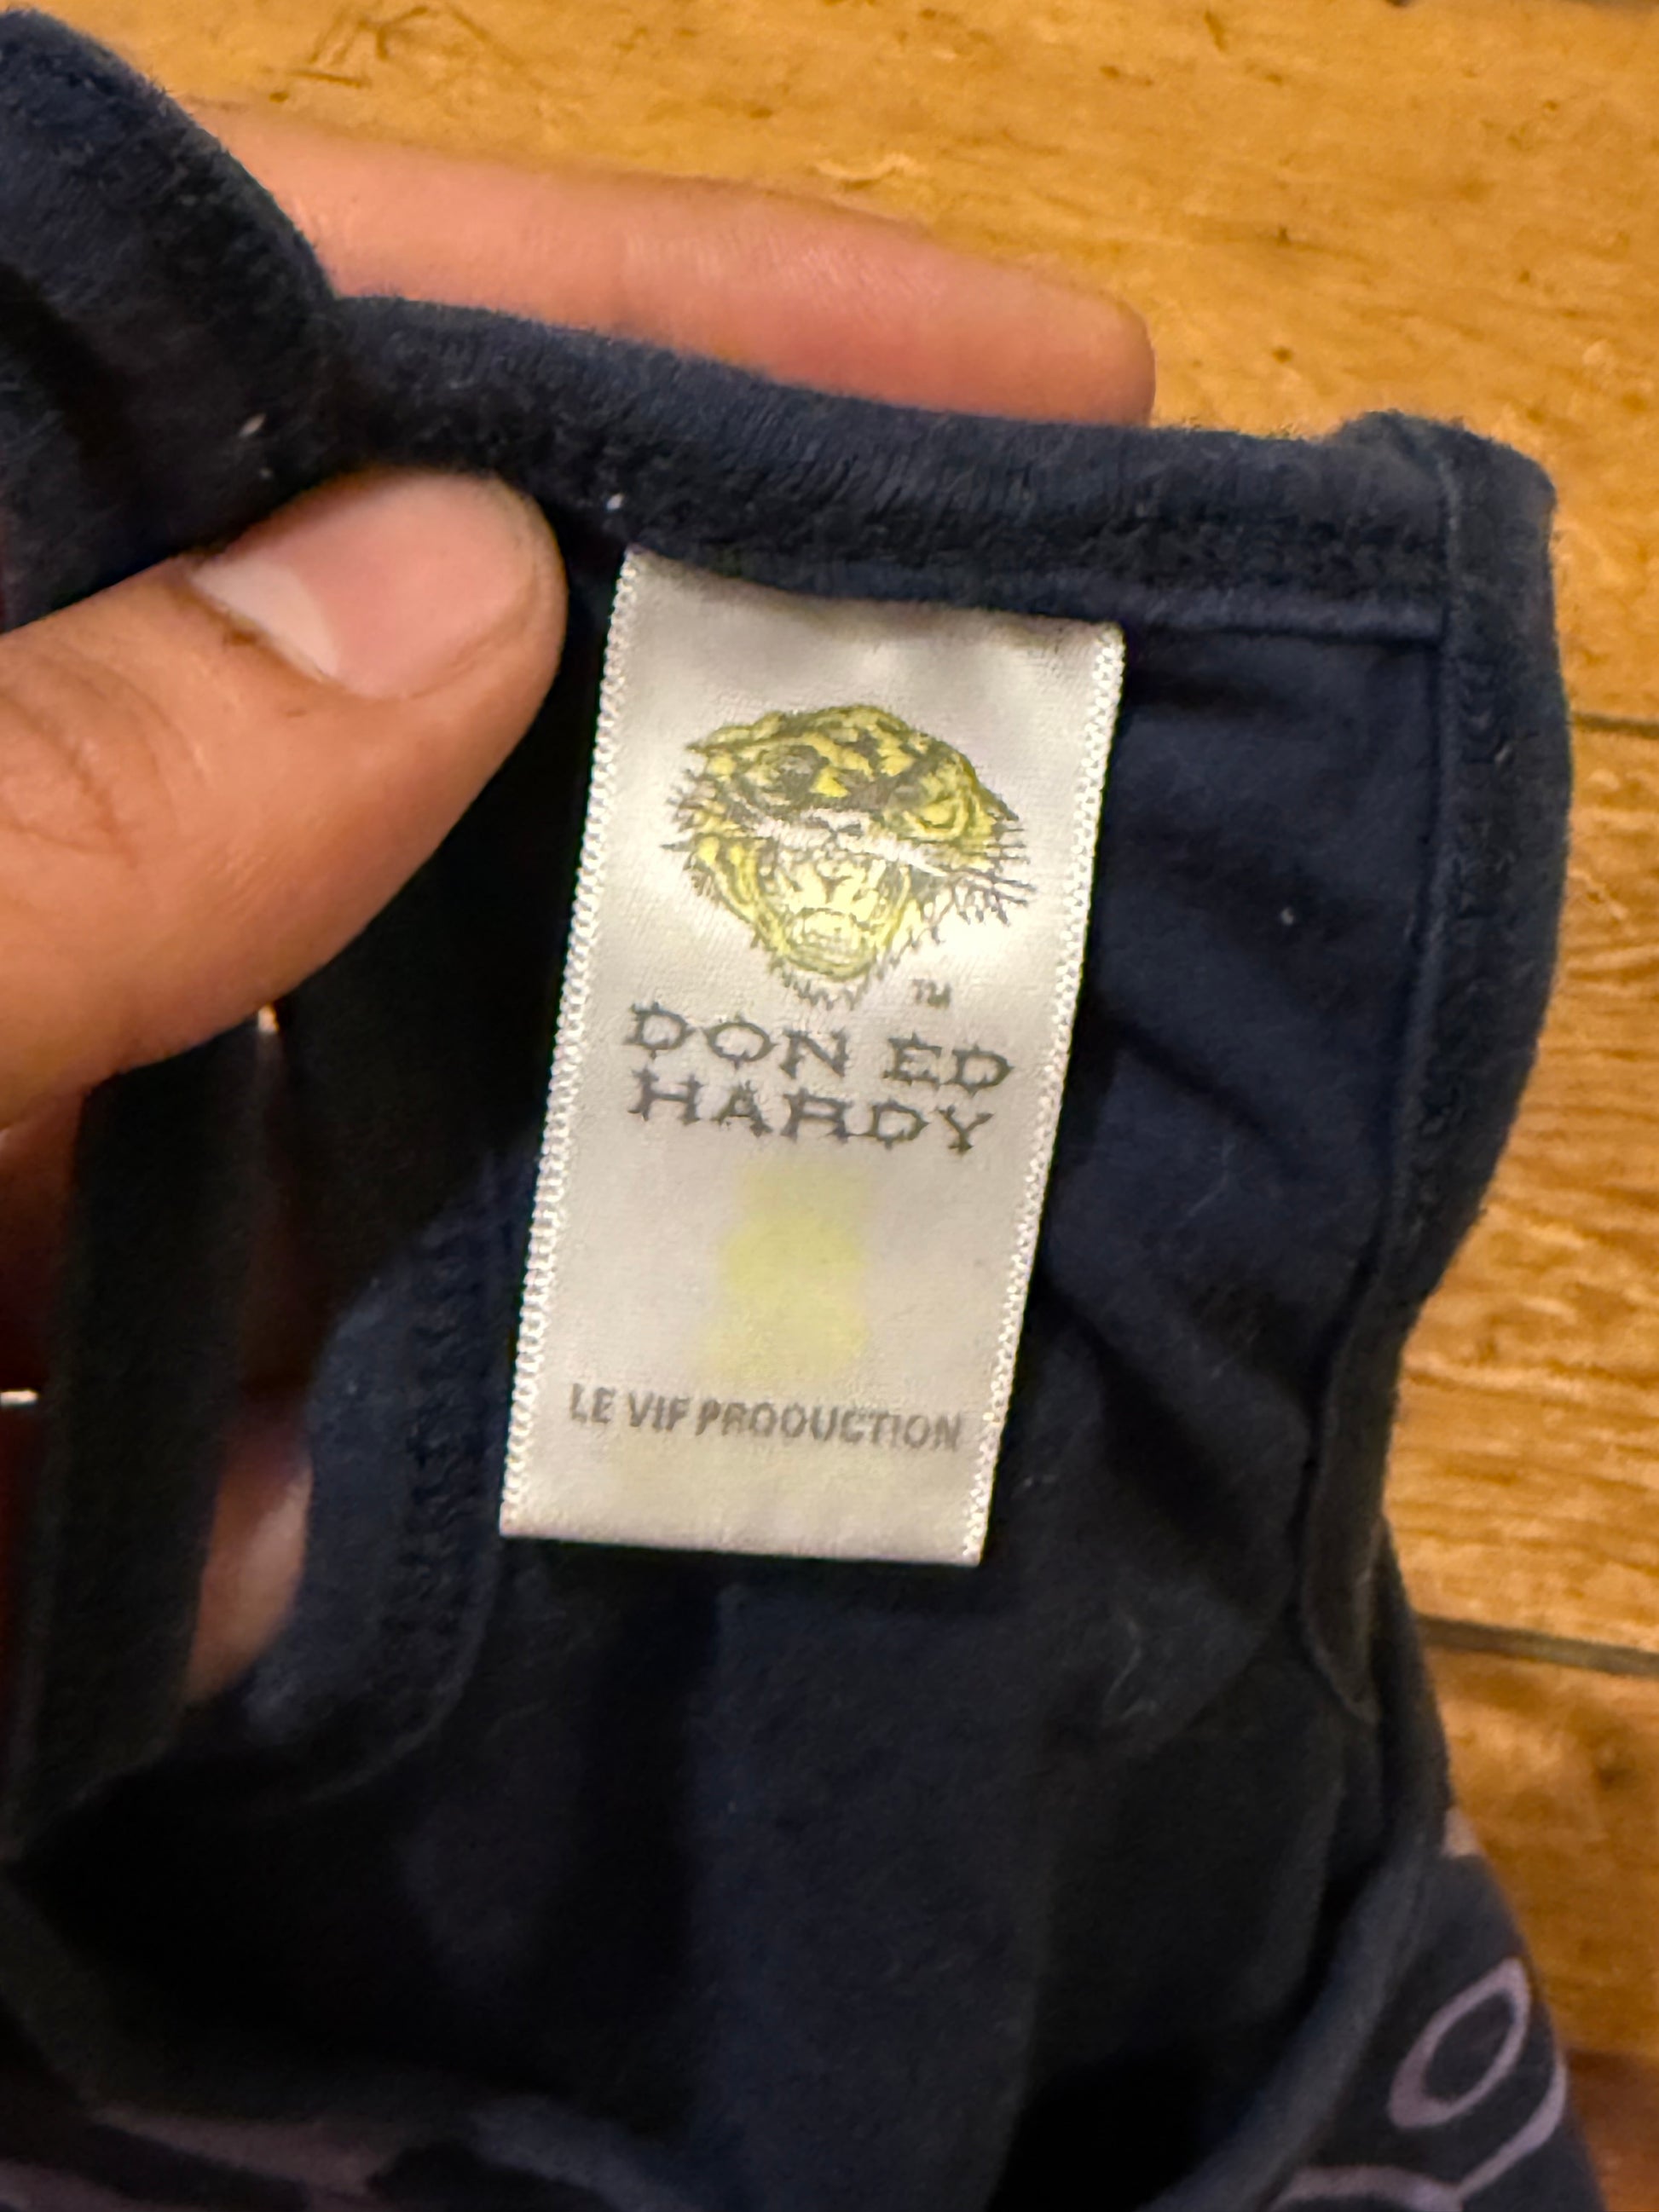 TM
DON ED
HARDY
LE VIF PRODUCTION